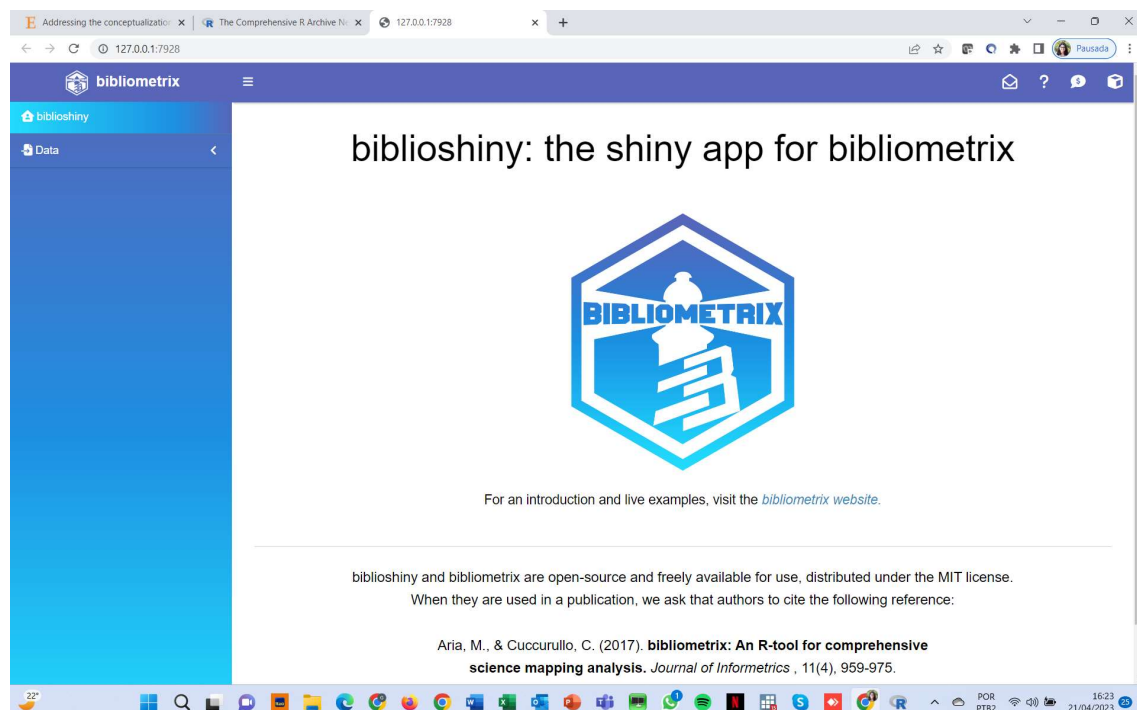 Addressing the conceptualization
The Comprehensive R Archive Ne
127.0.0.1:7928
127.0.0.1:7928
Pausada
bibliometrix
biblioshiny
Data
biblioshiny: the shiny app for bibliometrix
BIBLIOMETRIX
For an introduction and live examples, visit the bibliometrix website.
biblioshiny and bibliometrix are open-source and freely available for use, distributed under the MIT license.
When they are used in a publication, we ask that authors to cite the following reference:
Aria, M., & Cuccurullo, C. (2017). bibliometrix: An R-tool for comprehensive
science mapping analysis. Journal of Informetrics , 11(4), 959-975.
22°
POR
PTB2
16:23
21/04/2023
25